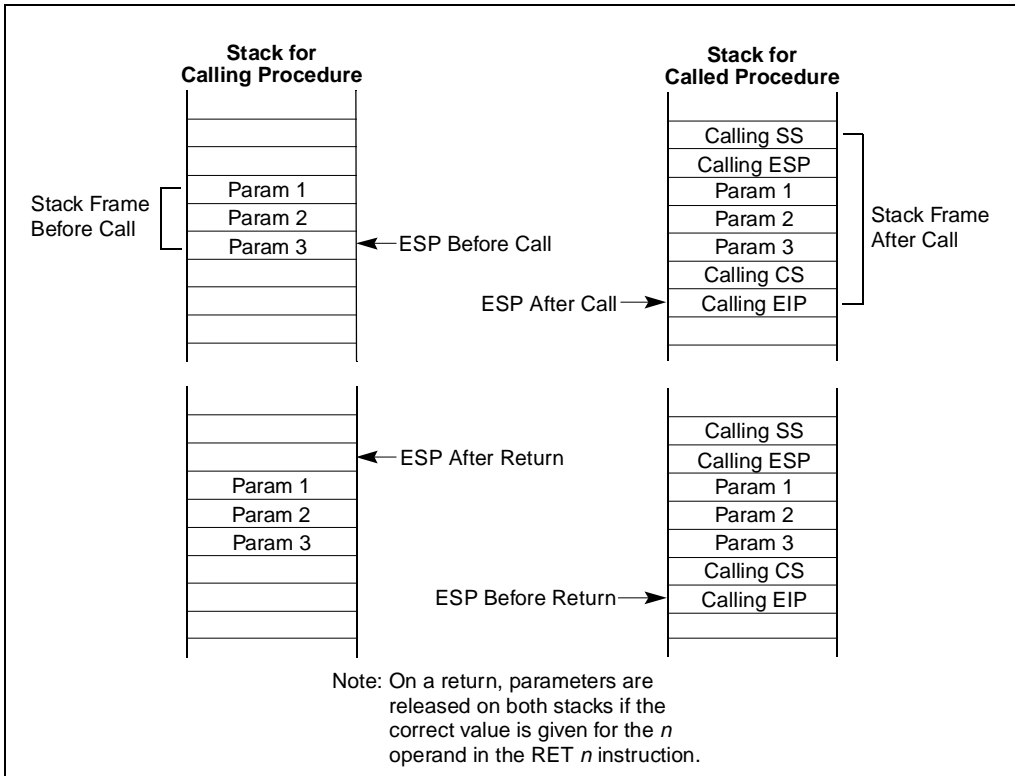 Stack for
Calling Procedure
Stack for
Called Procedure
Stack Frame
Before Call
Param 1
Param 2
Param 3
ESP Before Call
ESP After Call
Calling SS
Calling ESP
Param 1
Param 2
Param 3
Calling CS
Calling EIP
Stack Frame
After Call
Param 1
Param 2
Param 3
ESP After Return
ESP Before Return
Calling SS
Calling ESP
Param 1
Param 2
Param 3
Calling CS
Calling EIP
Note: On a return, parameters are
released on both stacks if the
correct value is given for the n
operand in the RET n instruction.